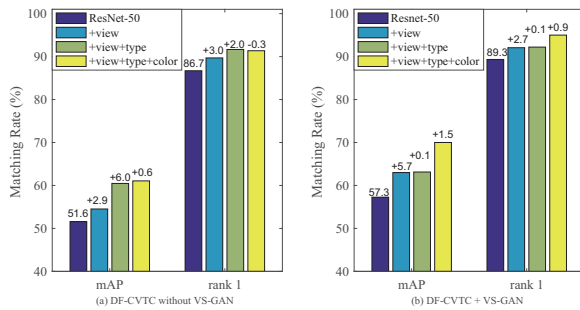 100
90
80
70
60
50
40
Matching Rate (%)
ResNet-50
+view
+view+type
+view+type+color
51.6
+2.9
+6.0
+0.6
86.7
+3.0
+2.0
-0.3
mAP
rank 1
(a) DF-CVTC without VS-GAN
100
90
80
70
60
50
40
Matching Rate (%)
Resnet-50
+view
+view+type
+view+type+color
57.3
+5.7
+0.1
+1.5
89.3
+2.7
+0.1
+0.9
mAP
rank 1
(b) DF-CVTC + VS-GAN